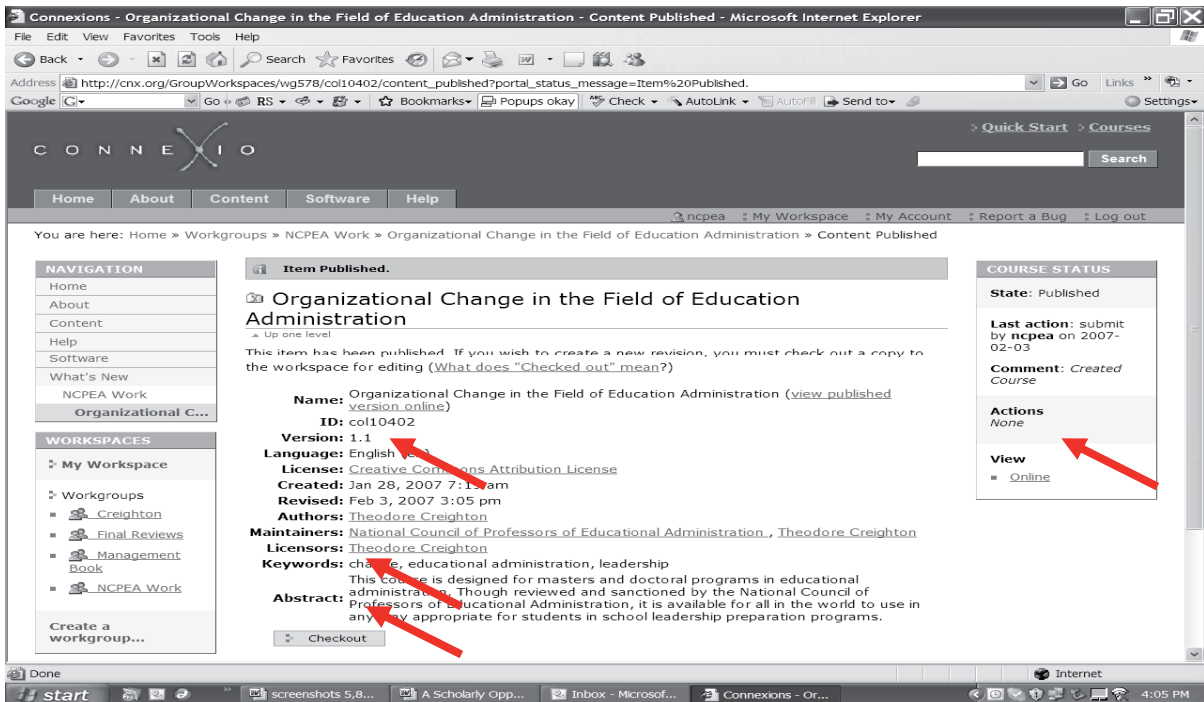 Connexions - Organizational Change in the Field of Education Administration - Content Published - Microsoft Internet Explorer
File Edit View Favorites Tools Help
Back Search Favorites
Address http://cnx.org/GroupWorkspaces/wg578/col10402/content_published?portal_status_message=Item%20Published. Go Links »
Google G Go RS Bookmarks Popups okay Check AutoLink AutoFill Send to Settings
Quick Start Courses
CONNEXIO
Search
Home About Content Software Help
ncpea My Workspace My Account Report a Bug Log out
You are here: Home » Workgroups » NCPEA Work » Organizational Change in the Field of Education Administration » Content Published
NAVIGATION
Home
About
Content
Help
Software
What's New
NCPEA Work
Organizational C...
WORKSPACES
My Workspace
Workgroups
Creighton
Final Reviews
Management
Book
NCPEA Work
Create a
workgroup...
Item Published.
Organizational Change in the Field of Education
Administration
Up one level
This item has been published. If you wish to create a new revision, you must check out a copy to
the workspace for editing (What does "Checked out" mean?)
Name: Organizational Change in the Field of Education Administration (view published
version online)
ID: col10402
Version: 1.1
Language: English
License: Creative Commons Attribution License
Created: Jan 28, 2007 7:19 am
Revised: Feb 3, 2007 3:05 pm
Authors: Theodore Creighton
Maintainers: National Council of Professors of Educational Administration , Theodore Creighton
Licensors: Theodore Creighton
Keywords: change, educational administration, leadership
Abstract: This course is designed for masters and doctoral programs in educational
administration. Though reviewed and sanctioned by the National Council of
Professors of Educational Administration, it is available for all in the world to use in
any way appropriate for students in school leadership preparation programs.
Checkout
COURSE STATUS
State: Published
Last action: submit
by ncpea on 2007-
02-03
Comment: Created
Course
Actions
None
View
Online
Done Internet
start » screenshots 5,8... A Scholarly Opp... Inbox - Microsof... Connexions - Or... 4:05 PM